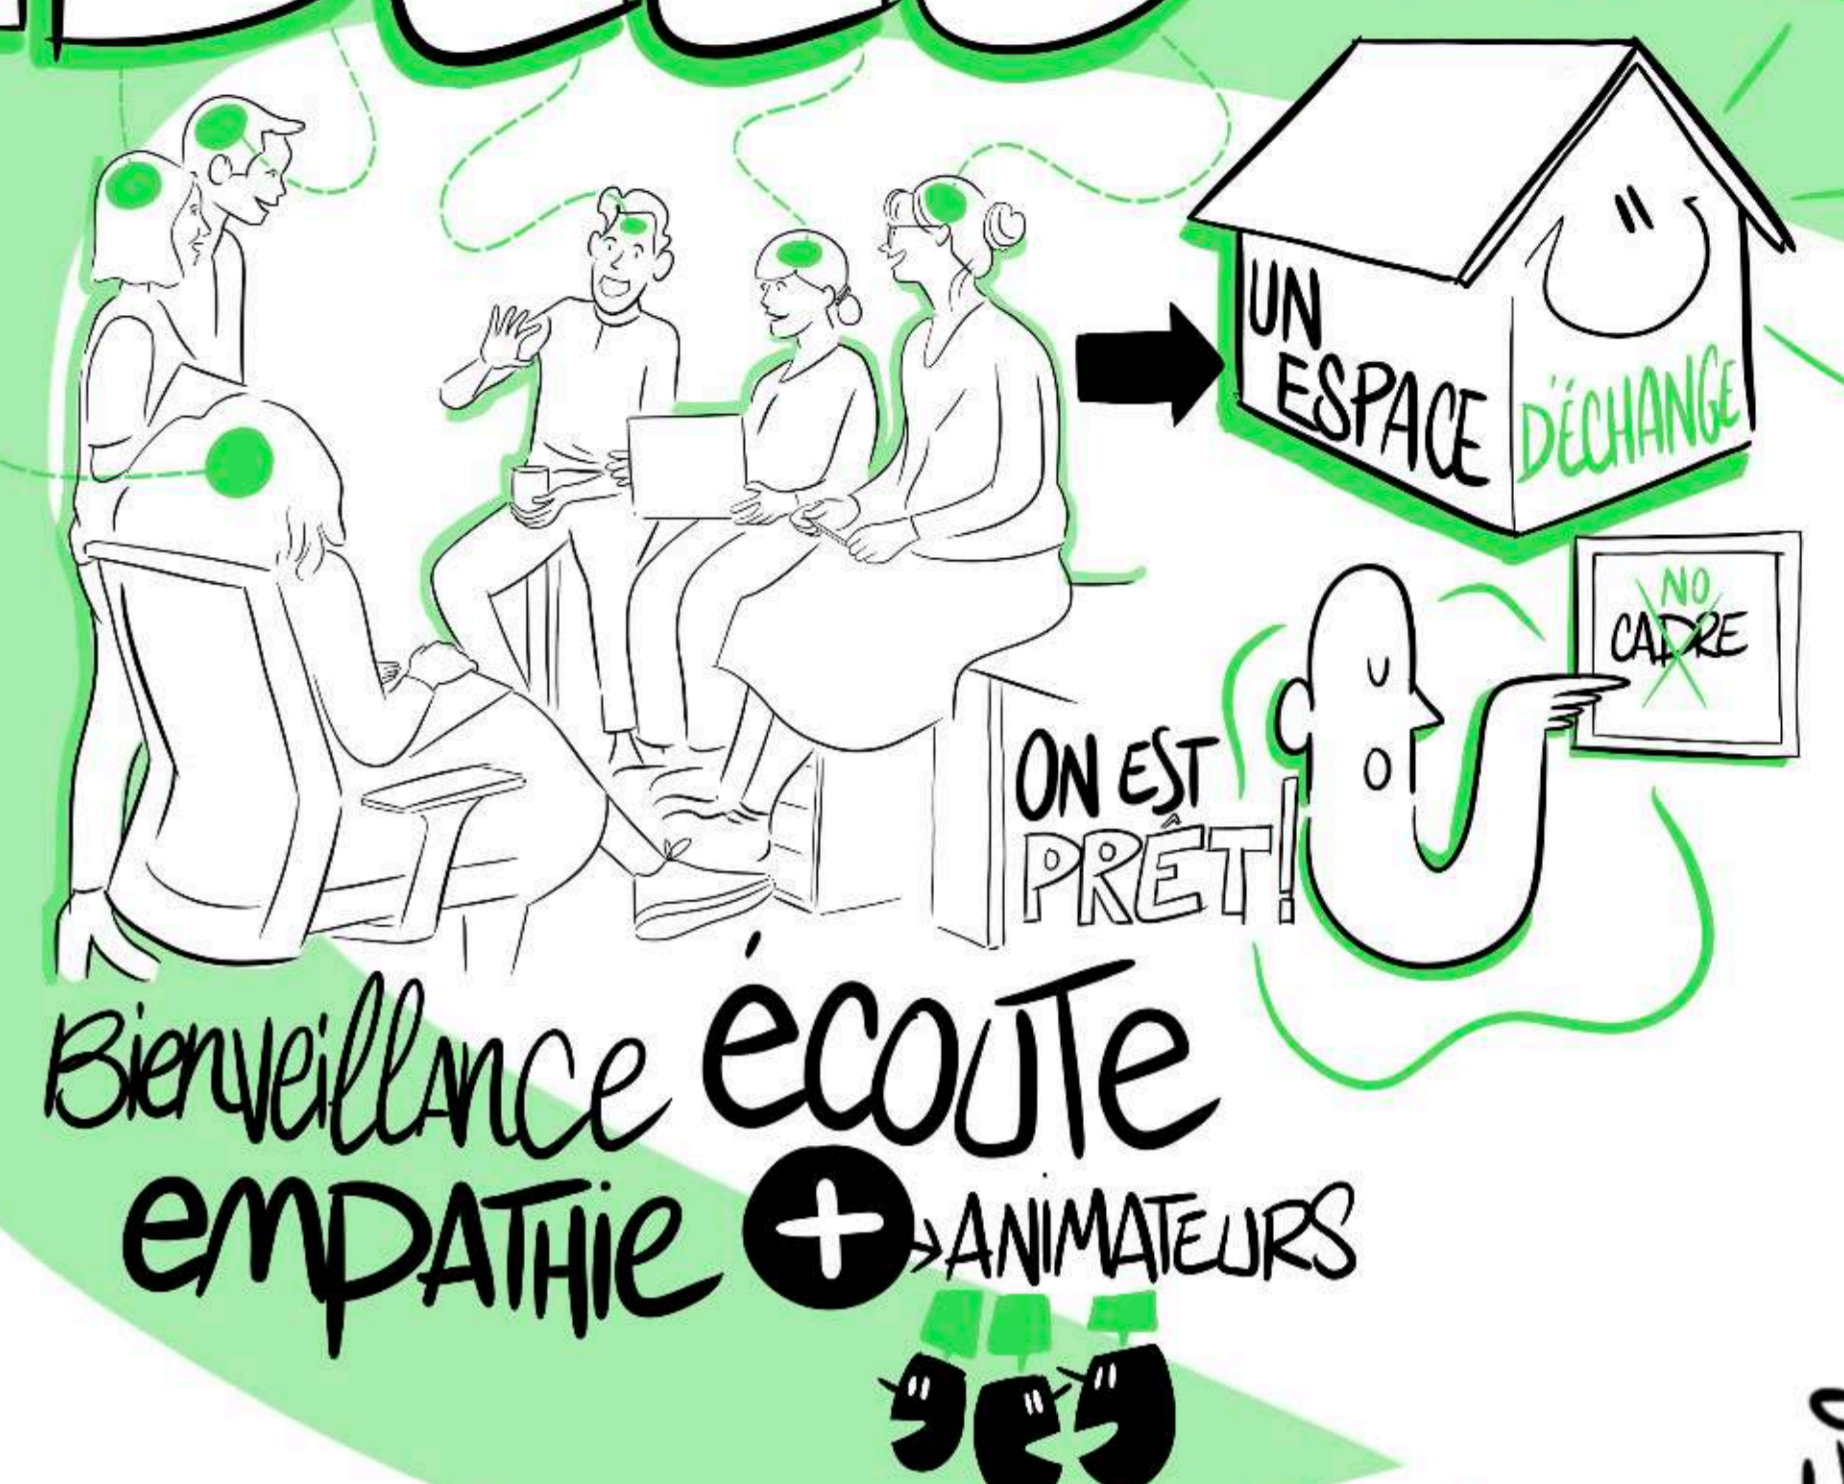 UN
ESPACE
D'ÉCHANGE
NO
CADRE
ON EST
PRÊT!
Bienveillance écoute
empathie + → ANIMATEURS